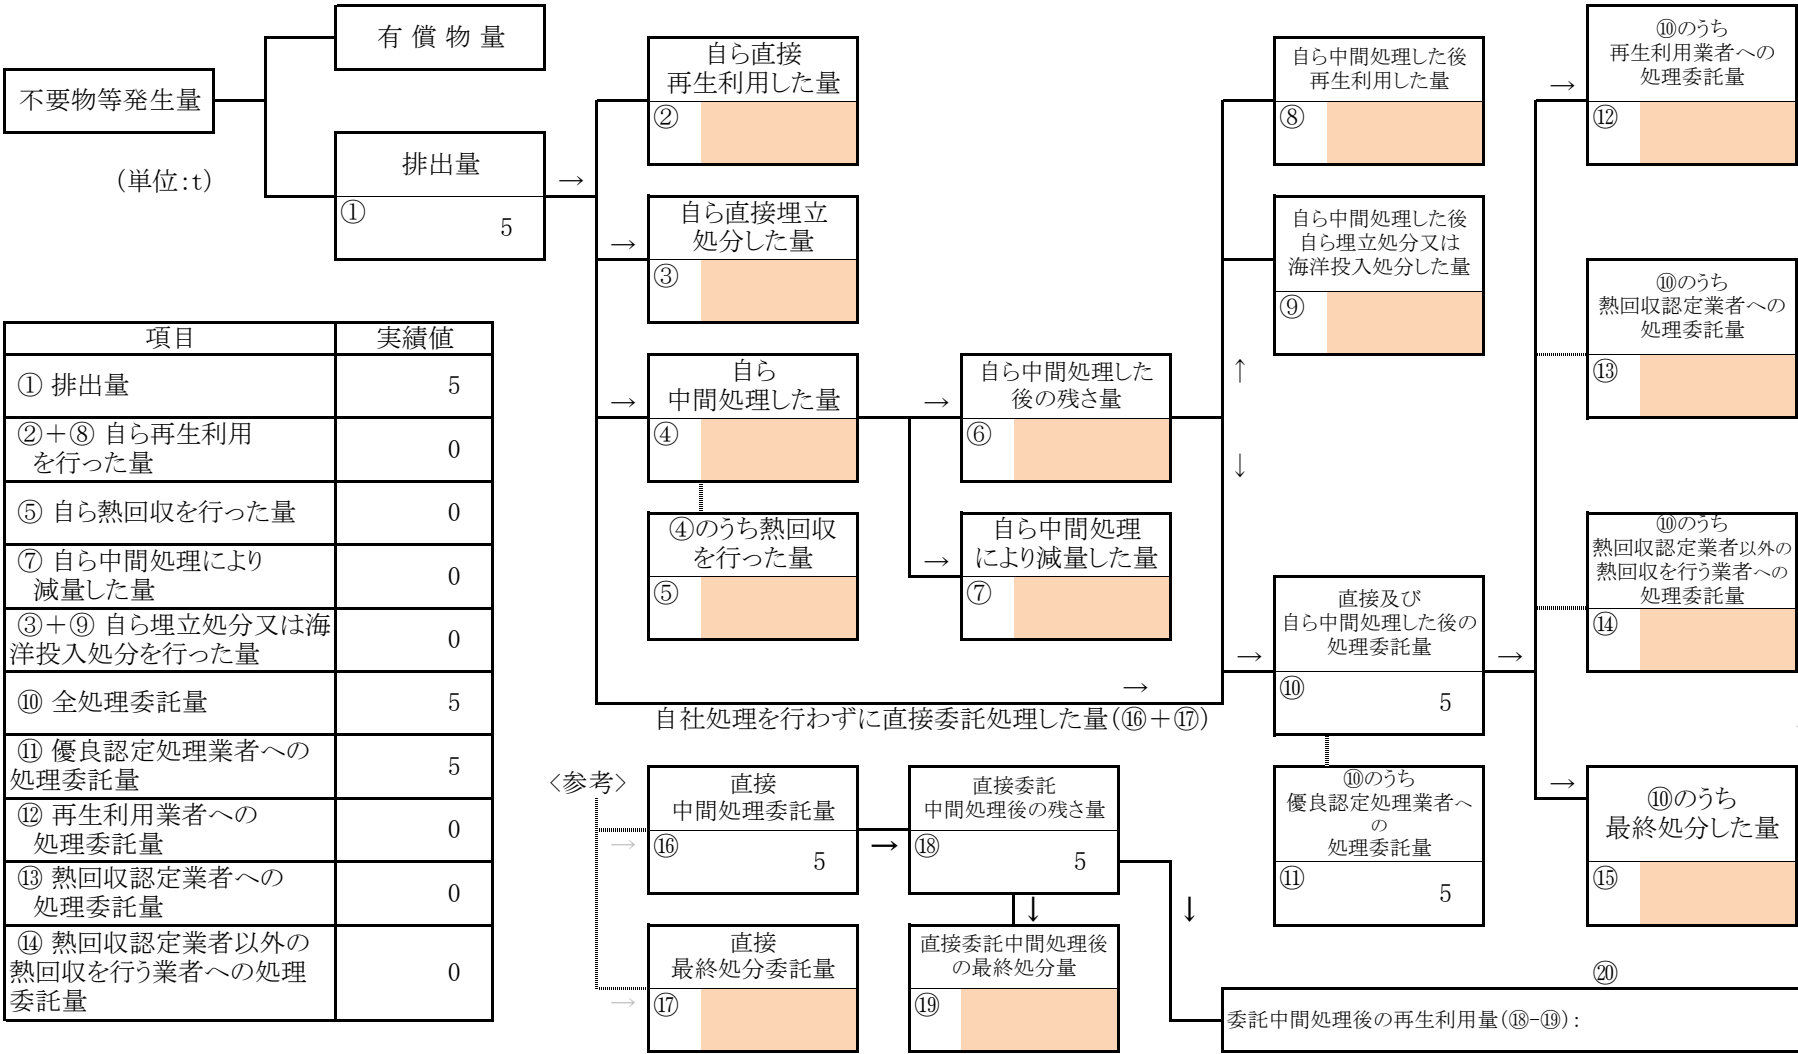 有 償 物 量
不要物等発生量
(単位:t)
排出量
→
①
5
自ら直接
再生利用した量
②
自ら直接埋立
処分した量
→
③
自ら
中間処理した量
→
④
④のうち熱回収
を行った量
⑤
自ら中間処理した
後の残さ量
→
⑥
自ら中間処理
により減量した量
→
⑦
自ら中間処理した後
再生利用した量
⑧
自ら中間処理した後
自ら埋立処分又は
海洋投入処分した量
⑨
↑
↓
直接及び
自ら中間処理した後の
処理委託量
→
→
⑩
5
⑩のうち
優良認定処理業者へ
の
処理委託量
⑪
5
→
⑩のうち
再生利用業者への
処理委託量
⑫
⑩のうち
熱回収認定業者への
処理委託量
⑬
⑩のうち
熱回収認定業者以外の
熱回収を行う業者への
処理委託量
⑭
→
⑩のうち
最終処分した量
⑮
→
自社処理を行わずに直接委託処理した量(⑯+⑰)
<参考>
直接
中間処理委託量
→
⑯
5
→
直接委託
中間処理後の残さ量
⑱
5
↓
↓
直接
最終処分委託量
→
⑰
直接委託中間処理後
の最終処分量
⑲
⑳
委託中間処理後の再生利用量(⑱-⑲):
項目 実績値
① 排出量 5
②+⑧ 自ら再生利用
を行った量 0
⑤ 自ら熱回収を行った量 0
⑦ 自ら中間処理により
減量した量 0
③+⑨ 自ら埋立処分又は海
洋投入処分を行った量 0
⑩ 全処理委託量 5
⑪ 優良認定処理業者への
処理委託量 5
⑫ 再生利用業者への
処理委託量 0
⑬ 熱回収認定業者への
処理委託量 0
⑭ 熱回収認定業者以外の
熱回収を行う業者への処理 0
委託量